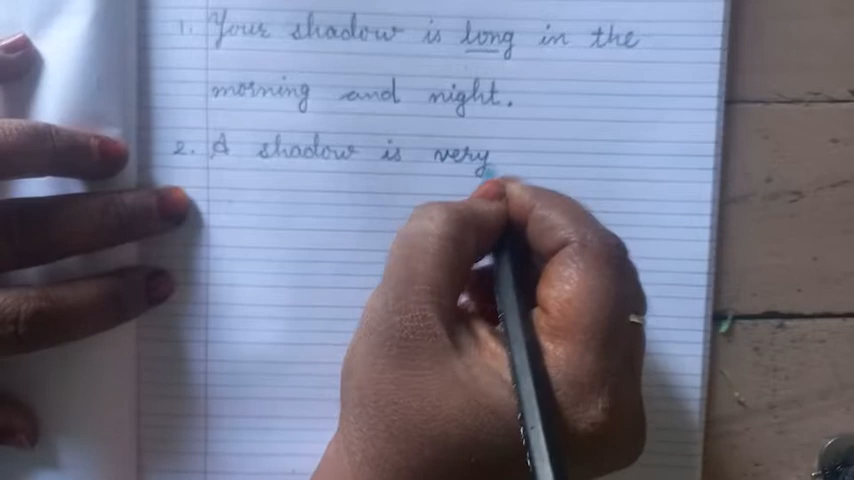 1. Your shadow is long in the
morning and night.
2. A shadow is very